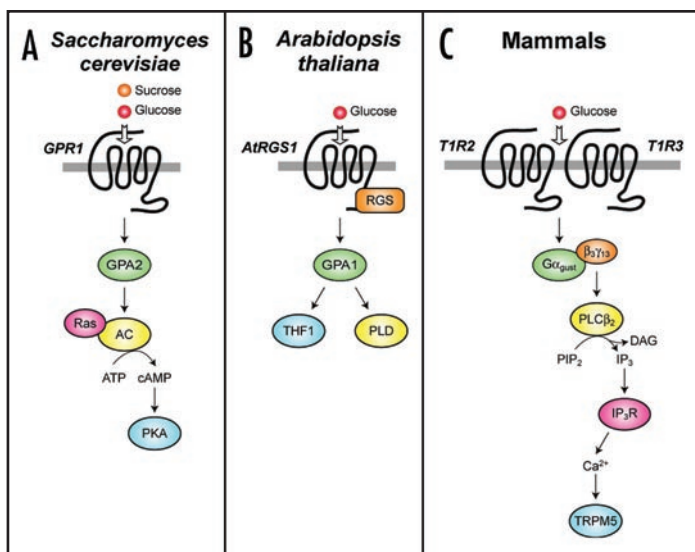 A
Saccharomyces
cerevisiae
Sucrose
Glucose
GPR1
GPA2
Ras
AC
ATP
cAMP
PKA
B
Arabidopsis
thaliana
Glucose
AtRGS1
RGS
GPA1
THF1
PLD
C
Mammals
Glucose
T1R2
T1R3
Gα_gust
β₃γ₁₃
PLCβ₂
DAG
PIP₂
IP₃
IP₃R
Ca²⁺
TRPM5